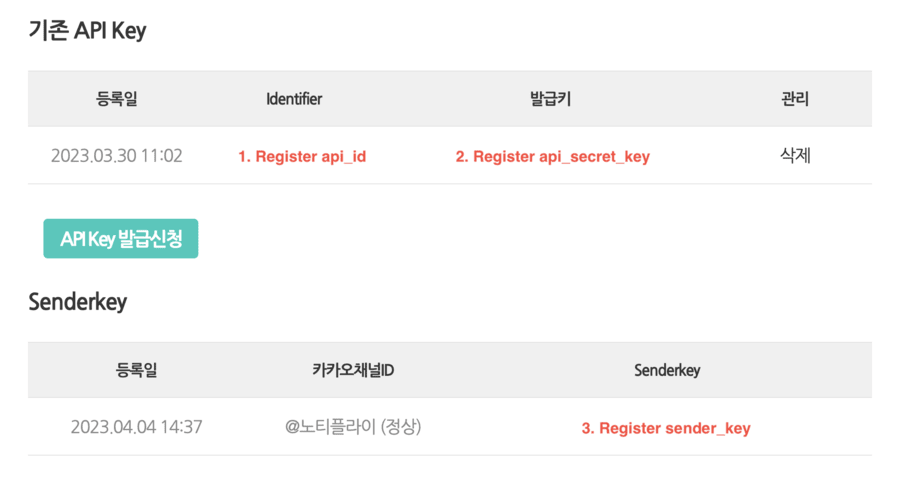 기존 API Key
등록일 Identifier 발급키 관리
2023.03.30 11:02 1. Register api_id 2. Register api_secret_key 삭제
API Key 발급신청
Senderkey
등록일 카카오채널ID Senderkey
2023.04.04 14:37 @노티플라이 (정상) 3. Register sender_key